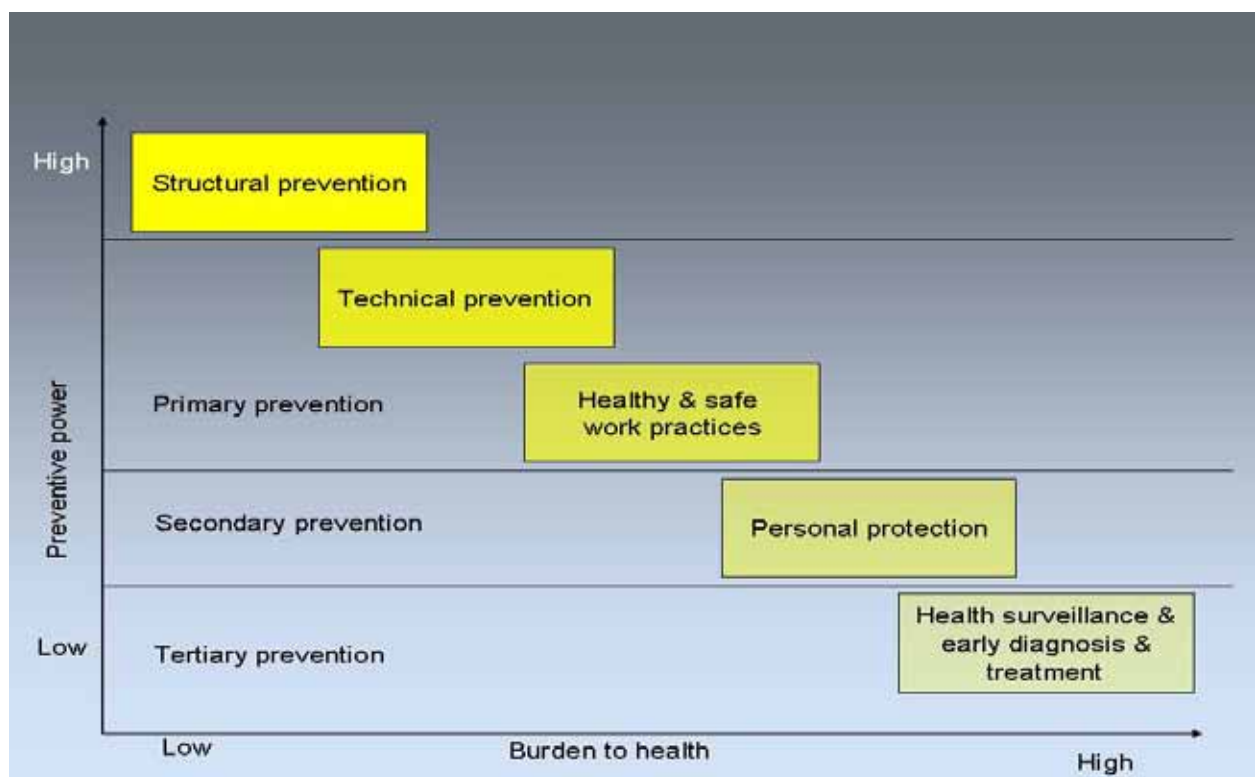 High
Structural prevention
Technical prevention
Primary prevention
Healthy & safe
work practices
Preventive power
Secondary prevention
Personal protection
Low
Tertiary prevention
Health surveillance &
early diagnosis &
treatment
Low
Burden to health
High